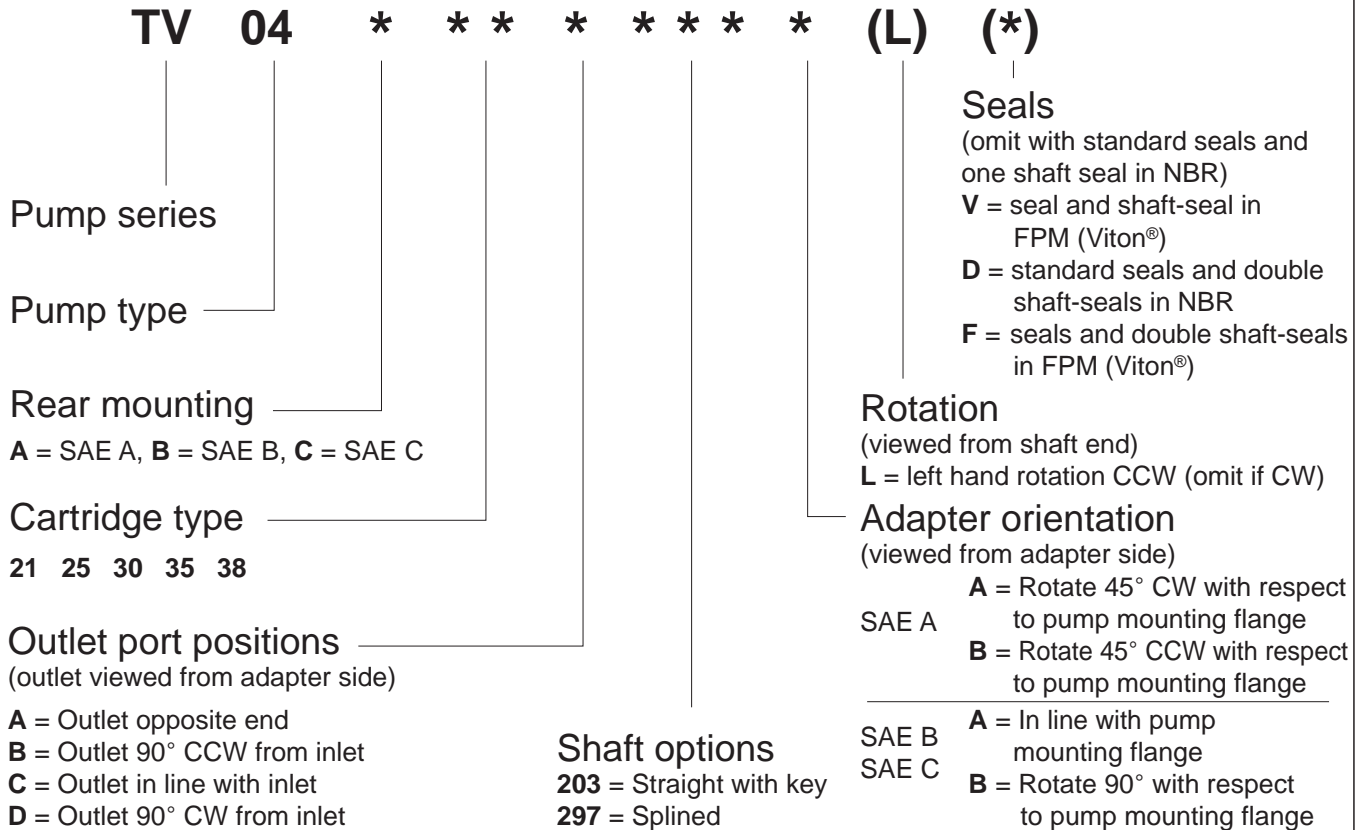 TV 04 * * * * * * * * (L) (*)
Pump series
Pump type
Rear mounting
A = SAE A, B = SAE B, C = SAE C
Cartridge type
21 25 30 35 38
Outlet port positions
(outlet viewed from adapter side)
A = Outlet opposite end
B = Outlet 90° CCW from inlet
C = Outlet in line with inlet
D = Outlet 90° CW from inlet
Shaft options
203 = Straight with key
297 = Splined
Seals
(omit with standard seals and
one shaft seal in NBR)
V = seal and shaft-seal in
FPM (Viton®)
D = standard seals and double
shaft-seals in NBR
F = seals and double shaft-seals
in FPM (Viton®)
Rotation
(viewed from shaft end)
L = left hand rotation CCW (omit if CW)
Adapter orientation
(viewed from adapter side)
SAE A
A = Rotate 45° CW with respect
to pump mounting flange
B = Rotate 45° CCW with respect
to pump mounting flange
SAE B
SAE C
A = In line with pump
mounting flange
B = Rotate 90° with respect
to pump mounting flange